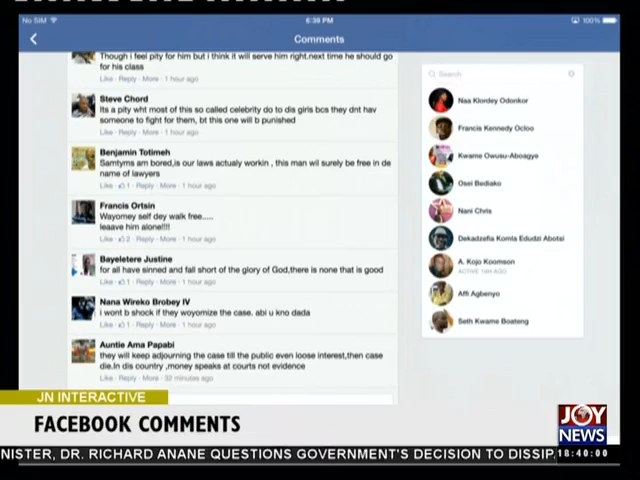 No SIM
6:39 PM
100%
Comments
Though i feel pity for him but i think it will serve him right.next time he should go
for his class
Like · Reply · More · 1 hour ago
Steve Chord
Its a pity wht most of this so called celebrity do to dis girls bcs they dnt hav
someone to fight for them, bt this one will b punished
Like · Reply · More · 1 hour ago
Benjamin Totimeh
Samtyms am bored,is our laws actualy workin , this man wil surely be free in de
name of lawyers
Like · 1 · Reply · More · 1 hour ago
Francis Ortsin
Wayomey self dey walk free.....
leaave him alone!!!!
Like · 2 · Reply · More · 1 hour ago
Bayeletere Justine
for all have sinned and fall short of the glory of God,there is none that is good
Like · 1 · Reply · More · 1 hour ago
Nana Wireko Brobey IV
i wont b shock if they woyomize the case. abi u kno dada
Like · 1 · Reply · More · 1 hour ago
Auntie Ama Papabi
they will keep adjourning the case till the public even loose interest,then case
die.In dis country ,money speaks at courts not evidence
Like · Reply · More · 32 minutes ago
Search
Naa Klordey Odonkor
Francis Kennedy Ocloo
Kwame Owusu-Aboagye
Osei Bediako
Nani Chris
Dekadzefia Komla Edudzi Abotsi
A. Kojo Koomson
ACTIVE 16H AGO
Affi Agbenyo
Seth Kwame Boateng
JN INTERACTIVE
FACEBOOK COMMENTS
JOY
NEWS
NISTER, DR. RICHARD ANANE QUESTIONS GOVERNMENT'S DECISION TO DISSIP
18:40:00